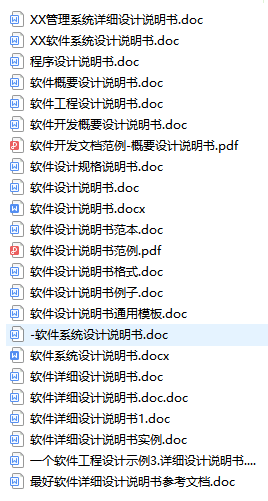 XX管理系统详细设计说明书.doc
XX软件系统设计说明书.doc
程序设计说明书.doc
软件概要设计说明书.doc
软件工程设计说明书.doc
软件开发概要设计说明书.doc
软件开发文档范例-概要设计说明书.pdf
软件设计规格说明书.doc
软件设计说明书.doc
软件设计说明书.docx
软件设计说明书范本.doc
软件设计说明书范例.pdf
软件设计说明书格式.doc
软件设计说明书例子.doc
软件设计说明书通用模板.doc
-软件系统设计说明书.doc
软件系统设计说明书.docx
软件详细设计说明书.doc
软件详细设计说明书.doc.doc
软件详细设计说明书1.doc
软件详细设计说明书实例.doc
一个软件工程设计示例3.详细设计说明书....
最好软件详细设计说明书参考文档.doc